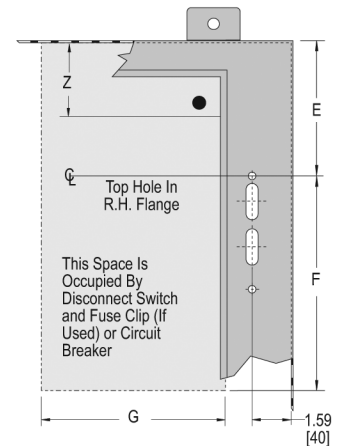 Z
E
℄ Top Hole In
R.H. Flange
This Space Is
Occupied By
Disconnect Switch
and Fuse Clip (If
Used) or Circuit
Breaker
F
G
1.59
[40]